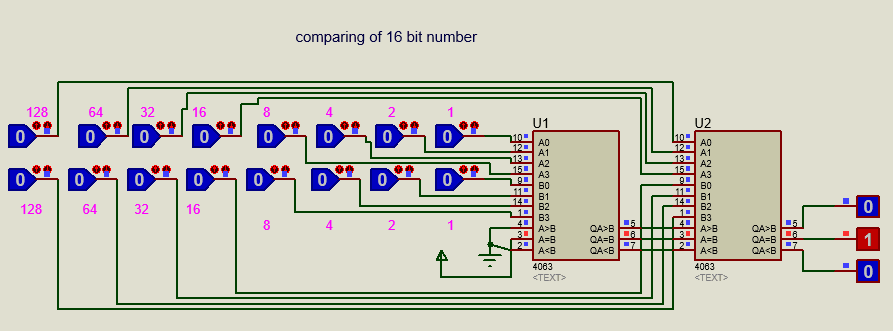 comparing of 16 bit number
128 64 32 16 8 4 2 1
0 0 0 0 0 0 0 0
0 0 0 0 0 0 0 0
128 64 32 16 8 4 2 1
U1
10 A0
12 A1
13 A2
15 A3
9 B0
11 B1
14 B2
1 B3
4 A>B QA>B 5
3 A=B QA=B 6
2 A<B QA<B 7
4063
<TEXT>
U2
10 A0
12 A1
13 A2
15 A3
9 B0
11 B1
14 B2
1 B3
4 A>B QA>B 5
3 A=B QA=B 6
2 A<B QA<B 7
4063
<TEXT>
0
1
0